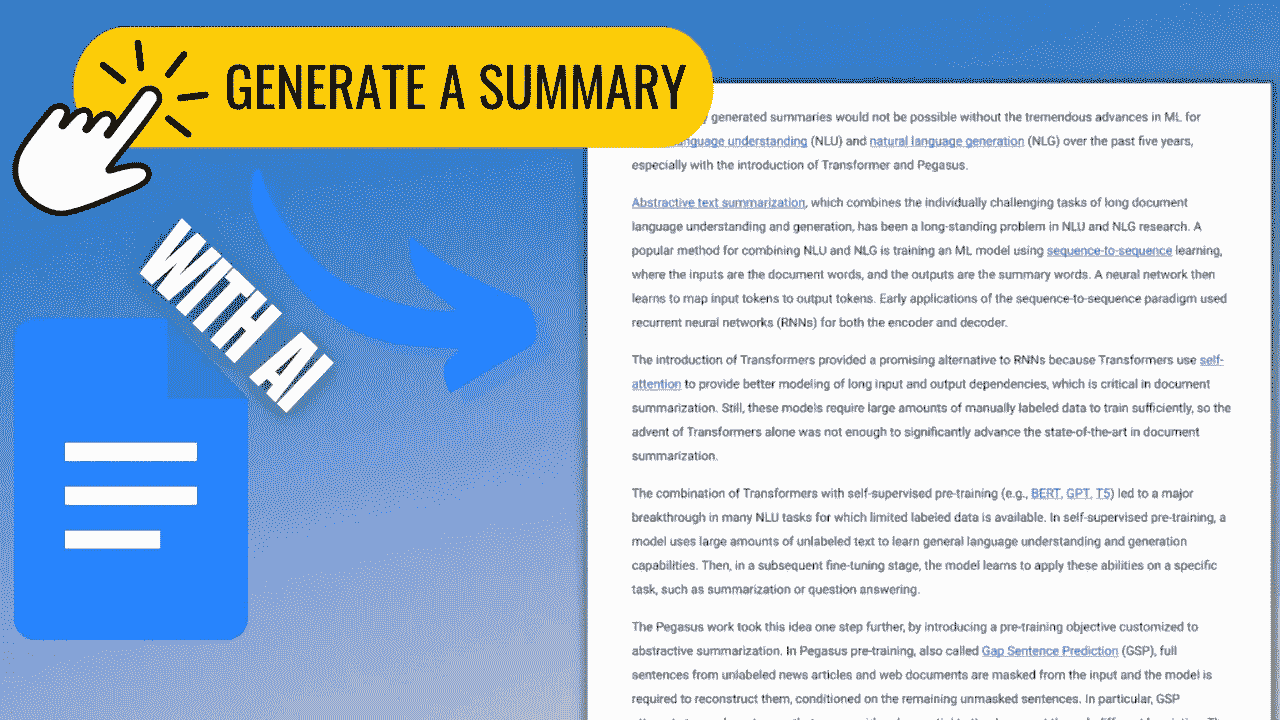 GENERATE A SUMMARY
WITH AI
generated summaries would not be possible without the tremendous advances in ML for
language understanding (NLU) and natural language generation (NLG) over the past five years,
especially with the introduction of Transformer and Pegasus.
Abstractive text summarization, which combines the individually challenging tasks of long document
language understanding and generation, has been a long-standing problem in NLU and NLG research. A
popular method for combining NLU and NLG is training an ML model using sequence-to-sequence learning,
where the inputs are the document words, and the outputs are the summary words. A neural network then
learns to map input tokens to output tokens. Early applications of the sequence-to-sequence paradigm used
recurrent neural networks (RNNs) for both the encoder and decoder.
The introduction of Transformers provided a promising alternative to RNNs because Transformers use self-
attention to provide better modeling of long input and output dependencies, which is critical in document
summarization. Still, these models require large amounts of manually labeled data to train sufficiently, so the
advent of Transformers alone was not enough to significantly advance the state-of-the-art in document
summarization.
The combination of Transformers with self-supervised pre-training (e.g., BERT, GPT, T5) led to a major
breakthrough in many NLU tasks for which limited labeled data is available. In self-supervised pre-training, a
model uses large amounts of unlabeled text to learn general language understanding and generation
capabilities. Then, in a subsequent fine-tuning stage, the model learns to apply these abilities on a specific
task, such as summarization or question answering.
The Pegasus work took this idea one step further, by introducing a pre-training objective customized to
abstractive summarization. In Pegasus pre-training, also called Gap Sentence Prediction (GSP), full
sentences from unlabeled news articles and web documents are masked from the input and the model is
required to reconstruct them, conditioned on the remaining unmasked sentences. In particular, GSP